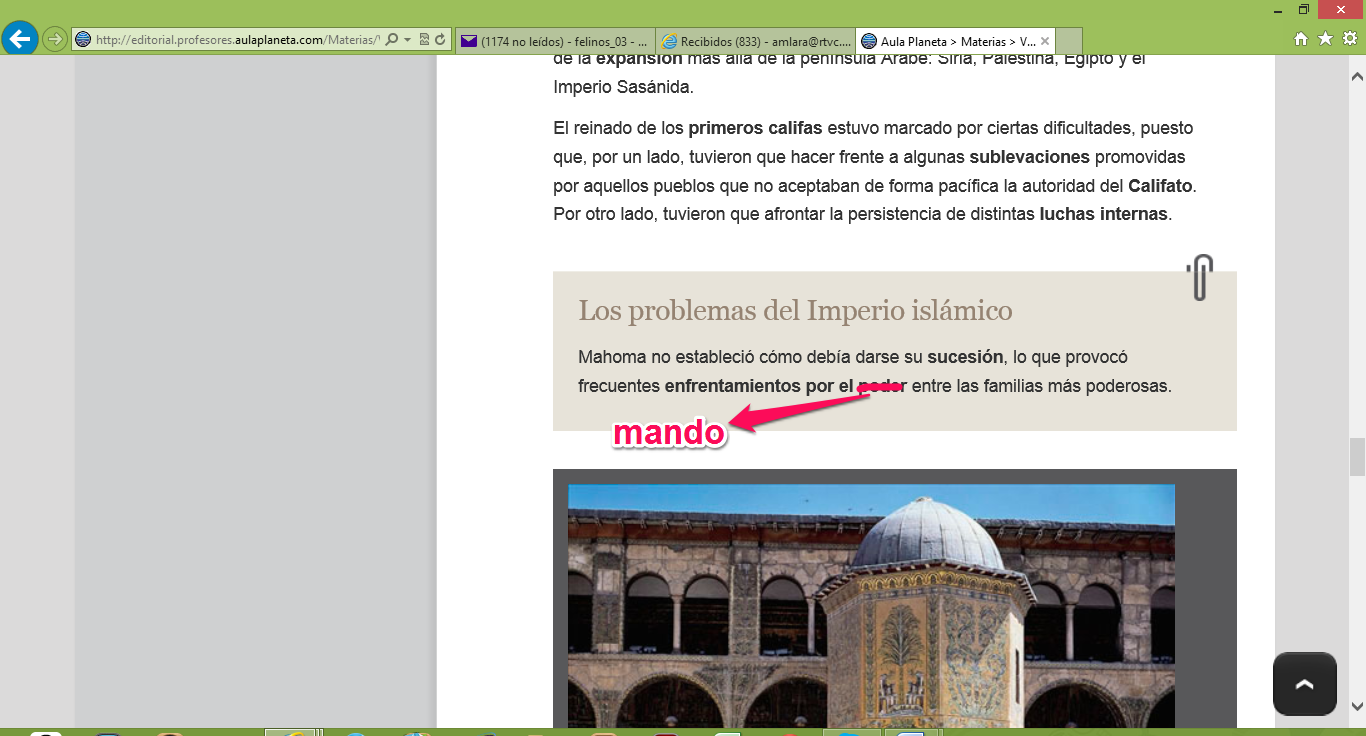 http://editorial.profesores.aulaplaneta.com/Materias/
(1174 no leídos) - felinos_03 - ...
Recibidos (833) - amlara@rtvc....
Aula Planeta > Materias > V...
de la expansión más allá de la península Arabe: Siria, Palestina, Egipto y el
Imperio Sasánida.
El reinado de los primeros califas estuvo marcado por ciertas dificultades, puesto
que, por un lado, tuvieron que hacer frente a algunas sublevaciones promovidas
por aquellos pueblos que no aceptaban de forma pacífica la autoridad del Califato.
Por otro lado, tuvieron que afrontar la persistencia de distintas luchas internas.
Los problemas del Imperio islámico
Mahoma no estableció cómo debía darse su sucesión, lo que provocó
frecuentes enfrentamientos por el poder entre las familias más poderosas.
mando